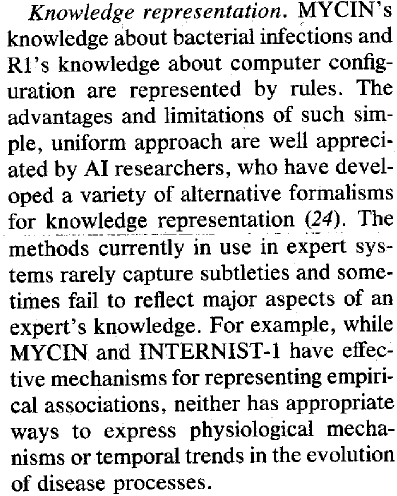 Knowledge representation. MYCIN's
knowledge about bacterial infections and
R1's knowledge about computer config-
uration are represented by rules. The
advantages and limitations of such sim-
ple, uniform approach are well appreci-
ated by AI researchers, who have devel-
oped a variety of alternative formalisms
for knowledge representation (24). The
methods currently in use in expert sys-
tems rarely capture subtleties and some-
times fail to reflect major aspects of an
expert's knowledge. For example, while
MYCIN and INTERNIST-1 have effec-
tive mechanisms for representing empiri-
cal associations, neither has appropriate
ways to express physiological mecha-
nisms or temporal trends in the evolution
of disease processes.